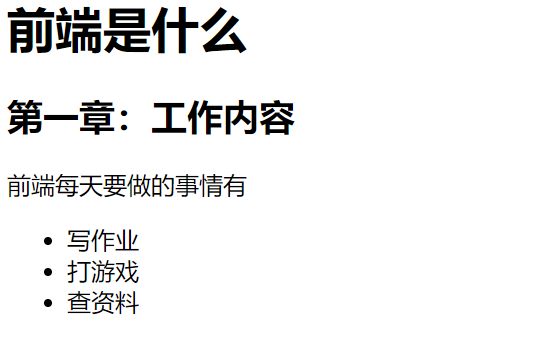 前端是什么
第一章：工作内容
前端每天要做的事情有
写作业
打游戏
查资料